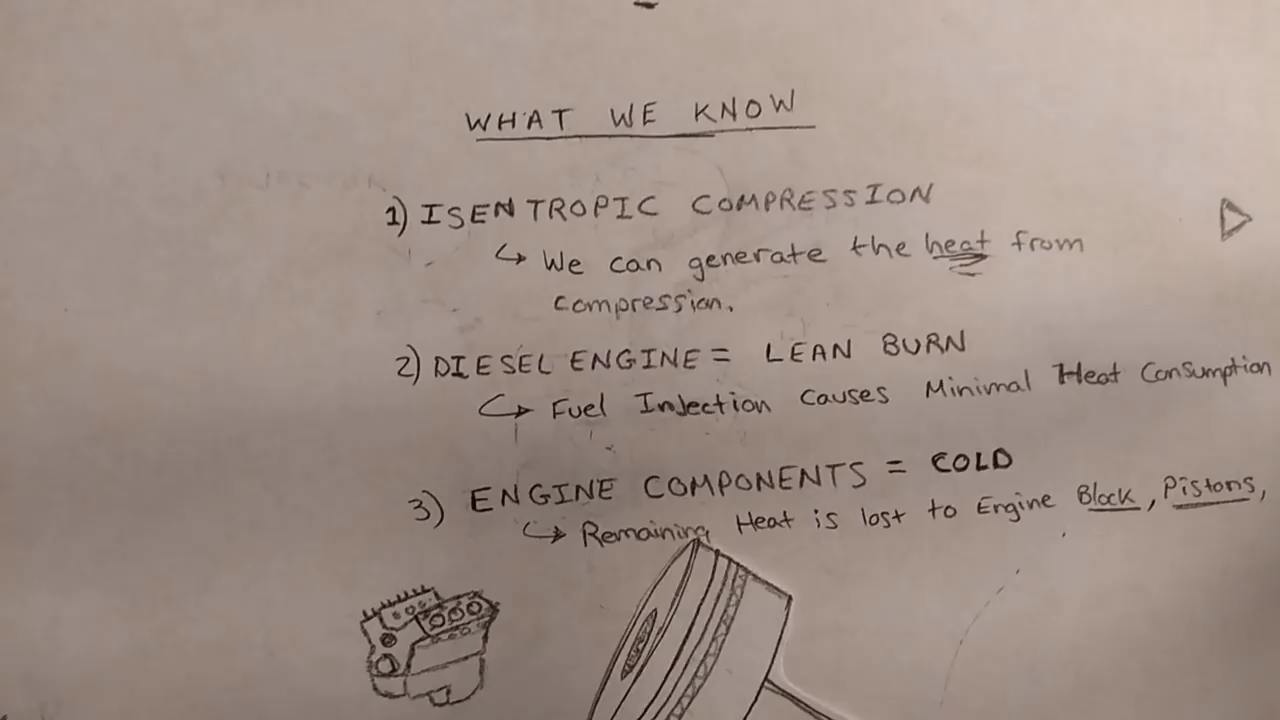 WHAT WE KNOW
1) ISENTROPIC COMPRESSION
↳ We can generate the heat from
compression.
2) DIESEL ENGINE = LEAN BURN
↳ Fuel Injection causes Minimal Heat Consumption
3) ENGINE COMPONENTS = COLD
↳ Remaining Heat is lost to Engine Block, Pistons,